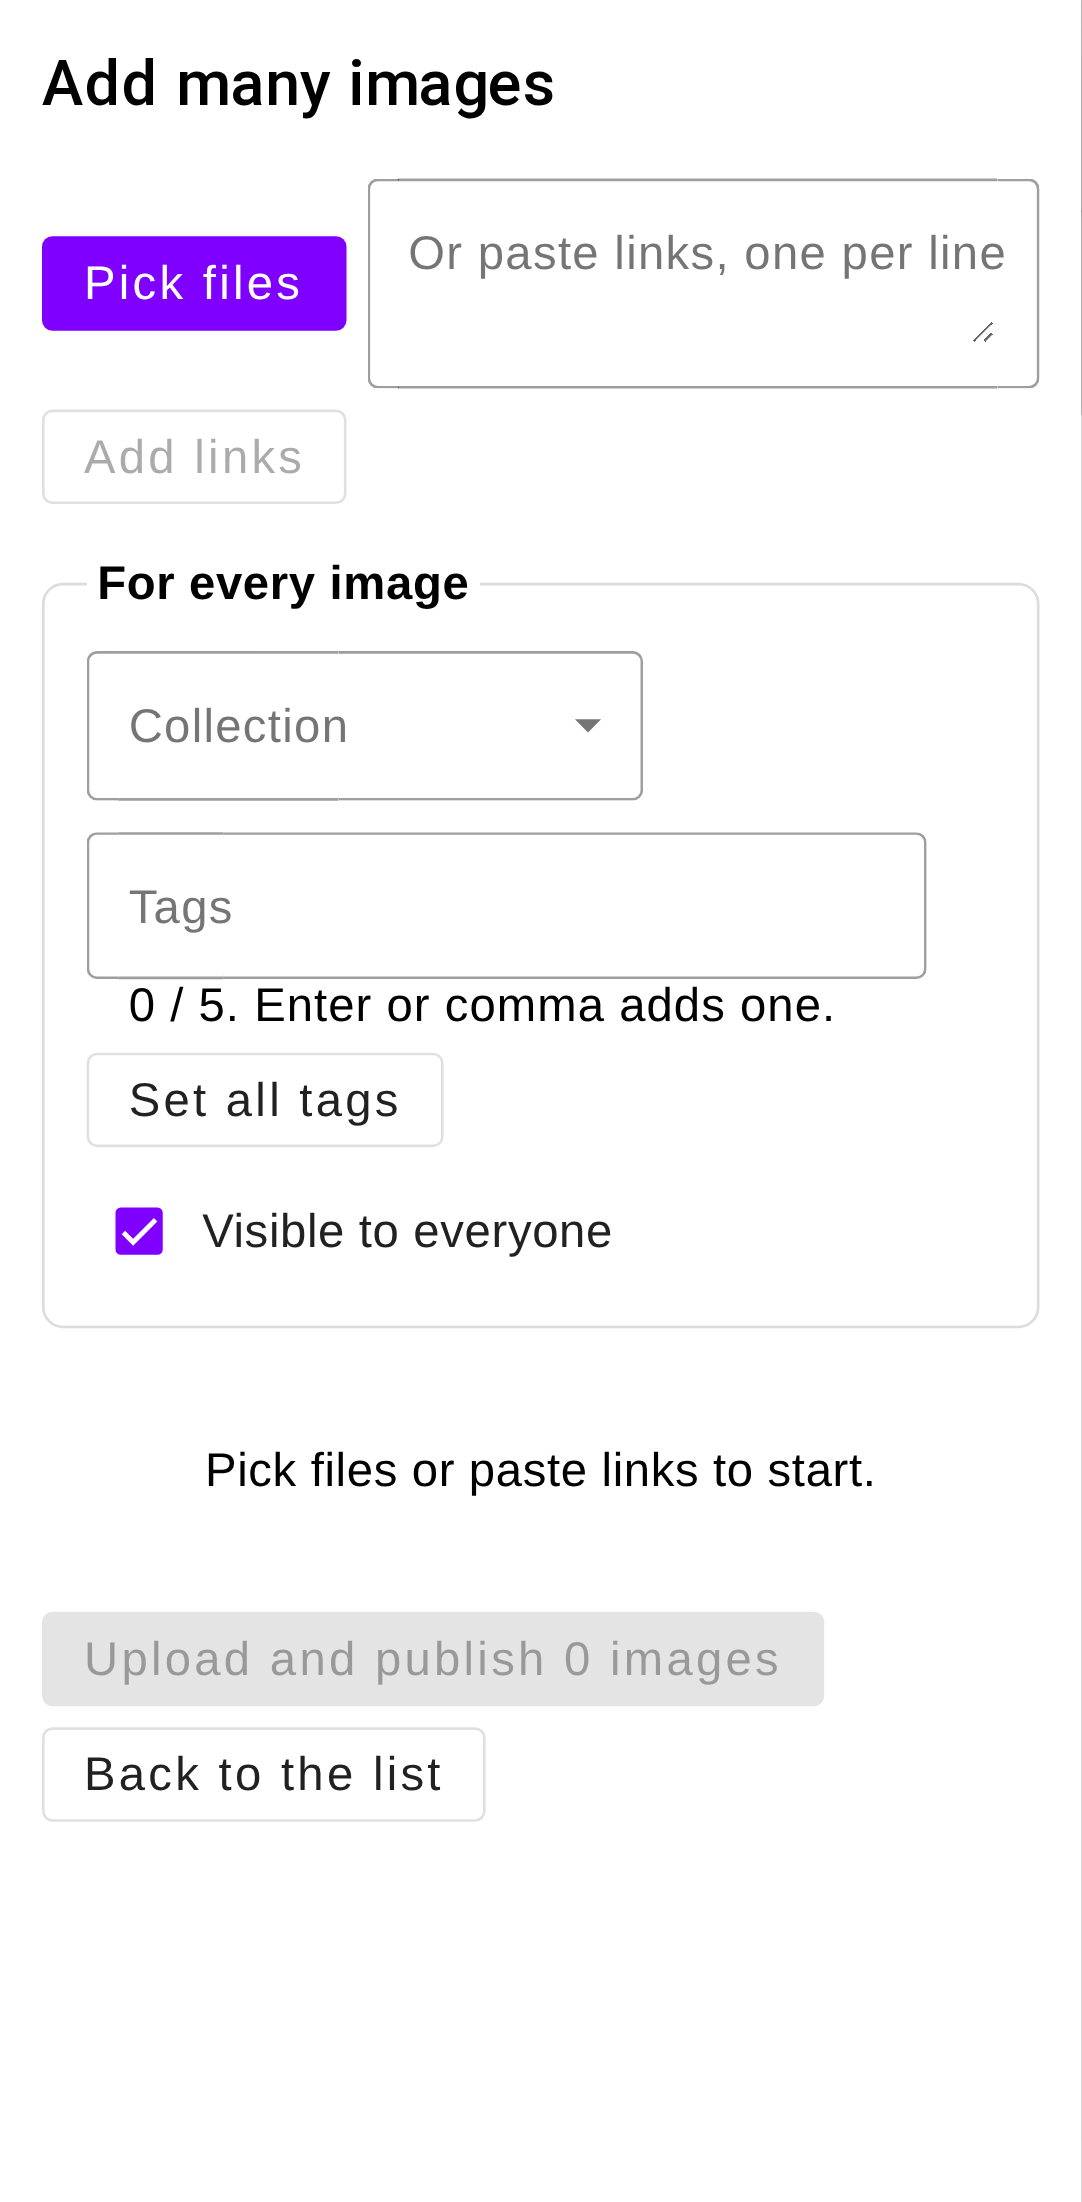 Add many images
Pick files
Or paste links, one per line
Add links
For every image
Collection
Tags
0 / 5. Enter or comma adds one.
Set all tags
Visible to everyone
Pick files or paste links to start.
Upload and publish 0 images
Back to the list